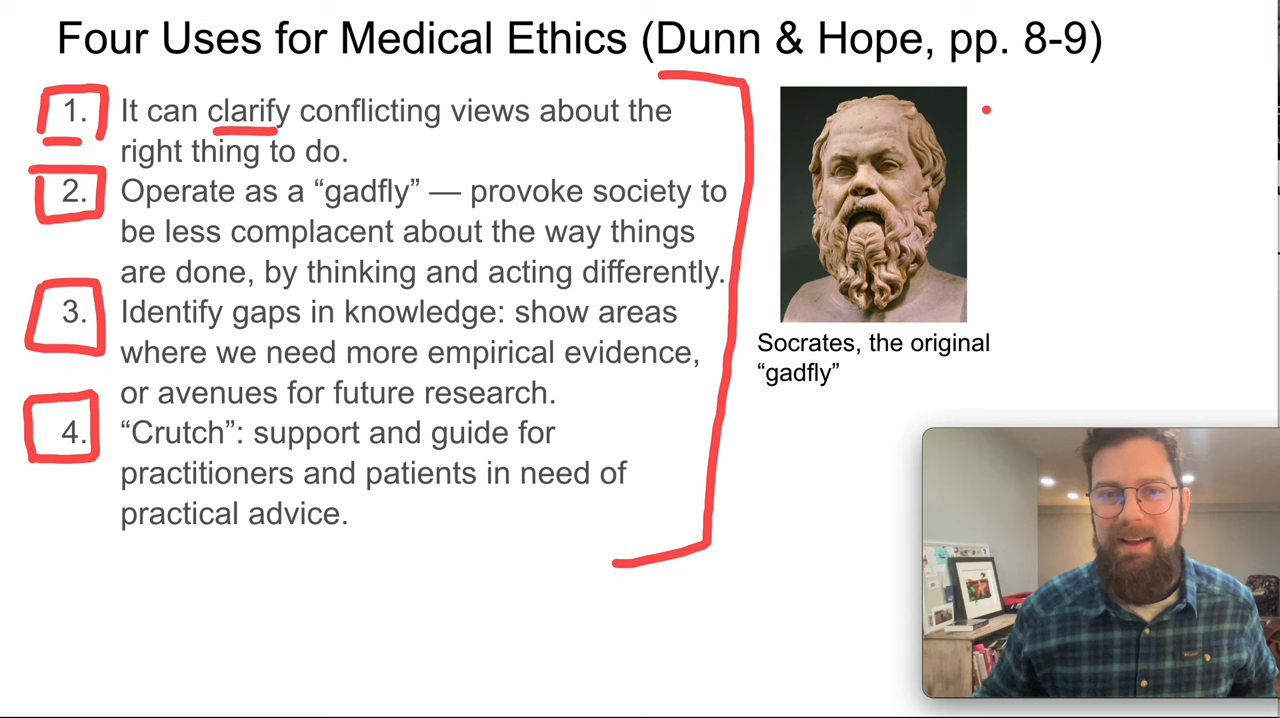 Four Uses for Medical Ethics (Dunn & Hope, pp. 8-9)
1. It can clarify conflicting views about the
right thing to do.
2. Operate as a “gadfly” — provoke society to
be less complacent about the way things
are done, by thinking and acting differently.
3. Identify gaps in knowledge: show areas
where we need more empirical evidence,
or avenues for future research.
4. “Crutch”: support and guide for
practitioners and patients in need of
practical advice.
Socrates, the original
“gadfly”